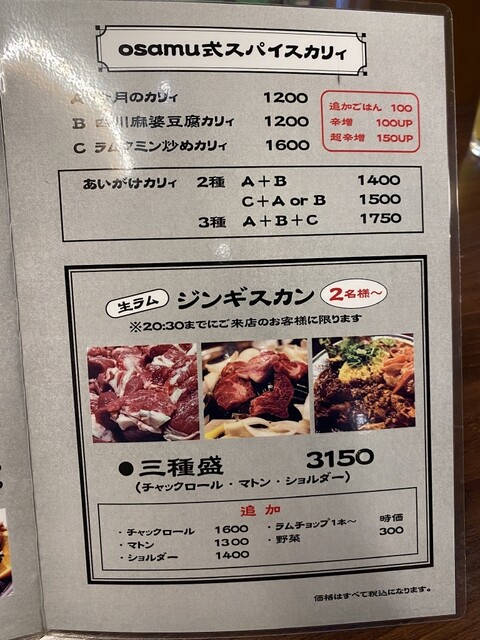 osamu式スパイスカリィ
A 今月のカリィ 1200
B 四川麻婆豆腐カリィ 1200
C ラムクミン炒めカリィ 1600
追加ごはん 100
辛増 100UP
超辛増 150UP
あいがけカリィ 2種 A+B 1400
C+A or B 1500
3種 A+B+C 1750
生ラム ジンギスカン 2名様〜
※20:30までにご来店のお客様に限ります
●三種盛 3150
(チャックロール・マトン・ショルダー)
追加
・チャックロール 1600
・マトン 1300
・ショルダー 1400
・ラムチョップ1本〜 時価
・野菜 300
価格はすべて税込になります。